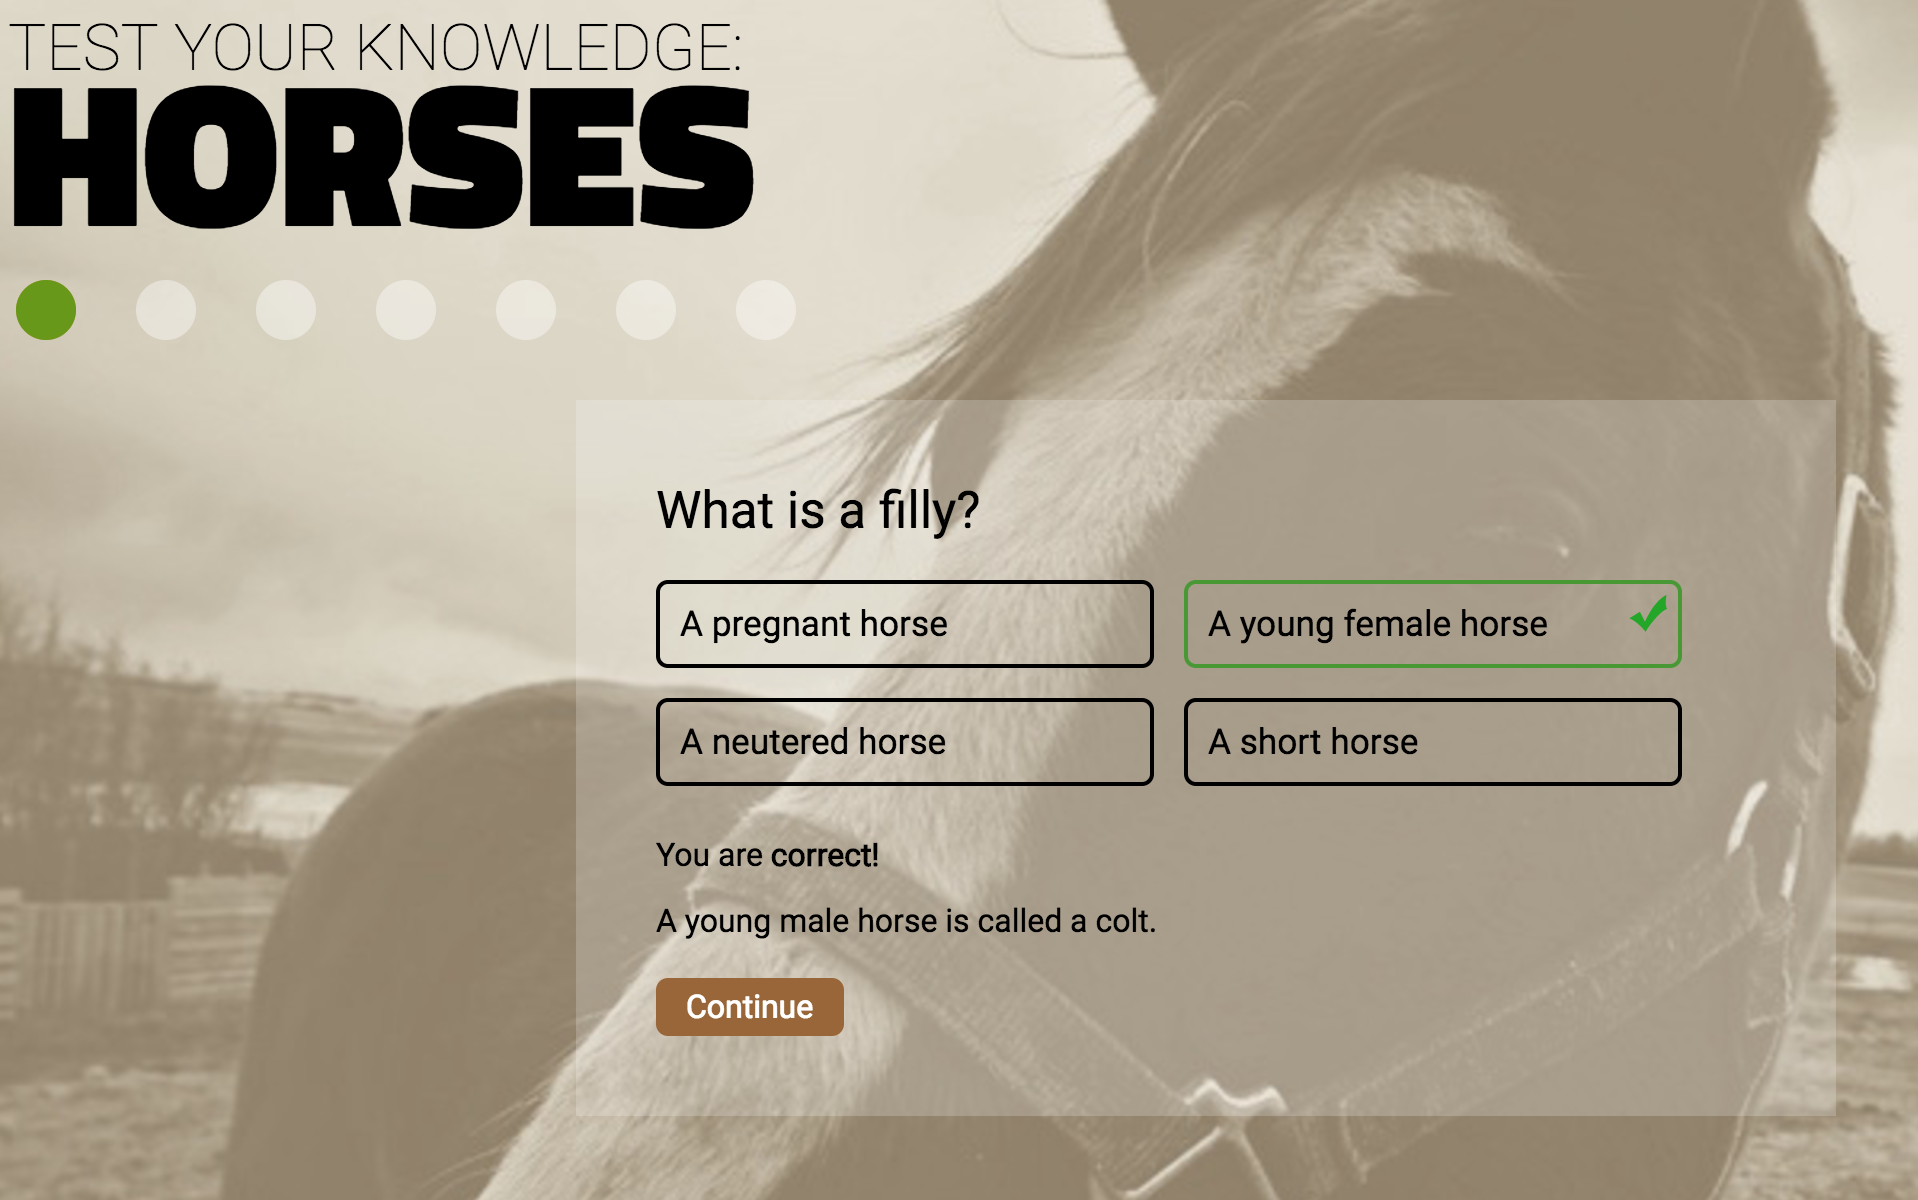 TEST YOUR KNOWLEDGE:
HORSES
What is a filly?
A pregnant horse
A young female horse
A neutered horse
A short horse
You are correct!
A young male horse is called a colt.
Continue